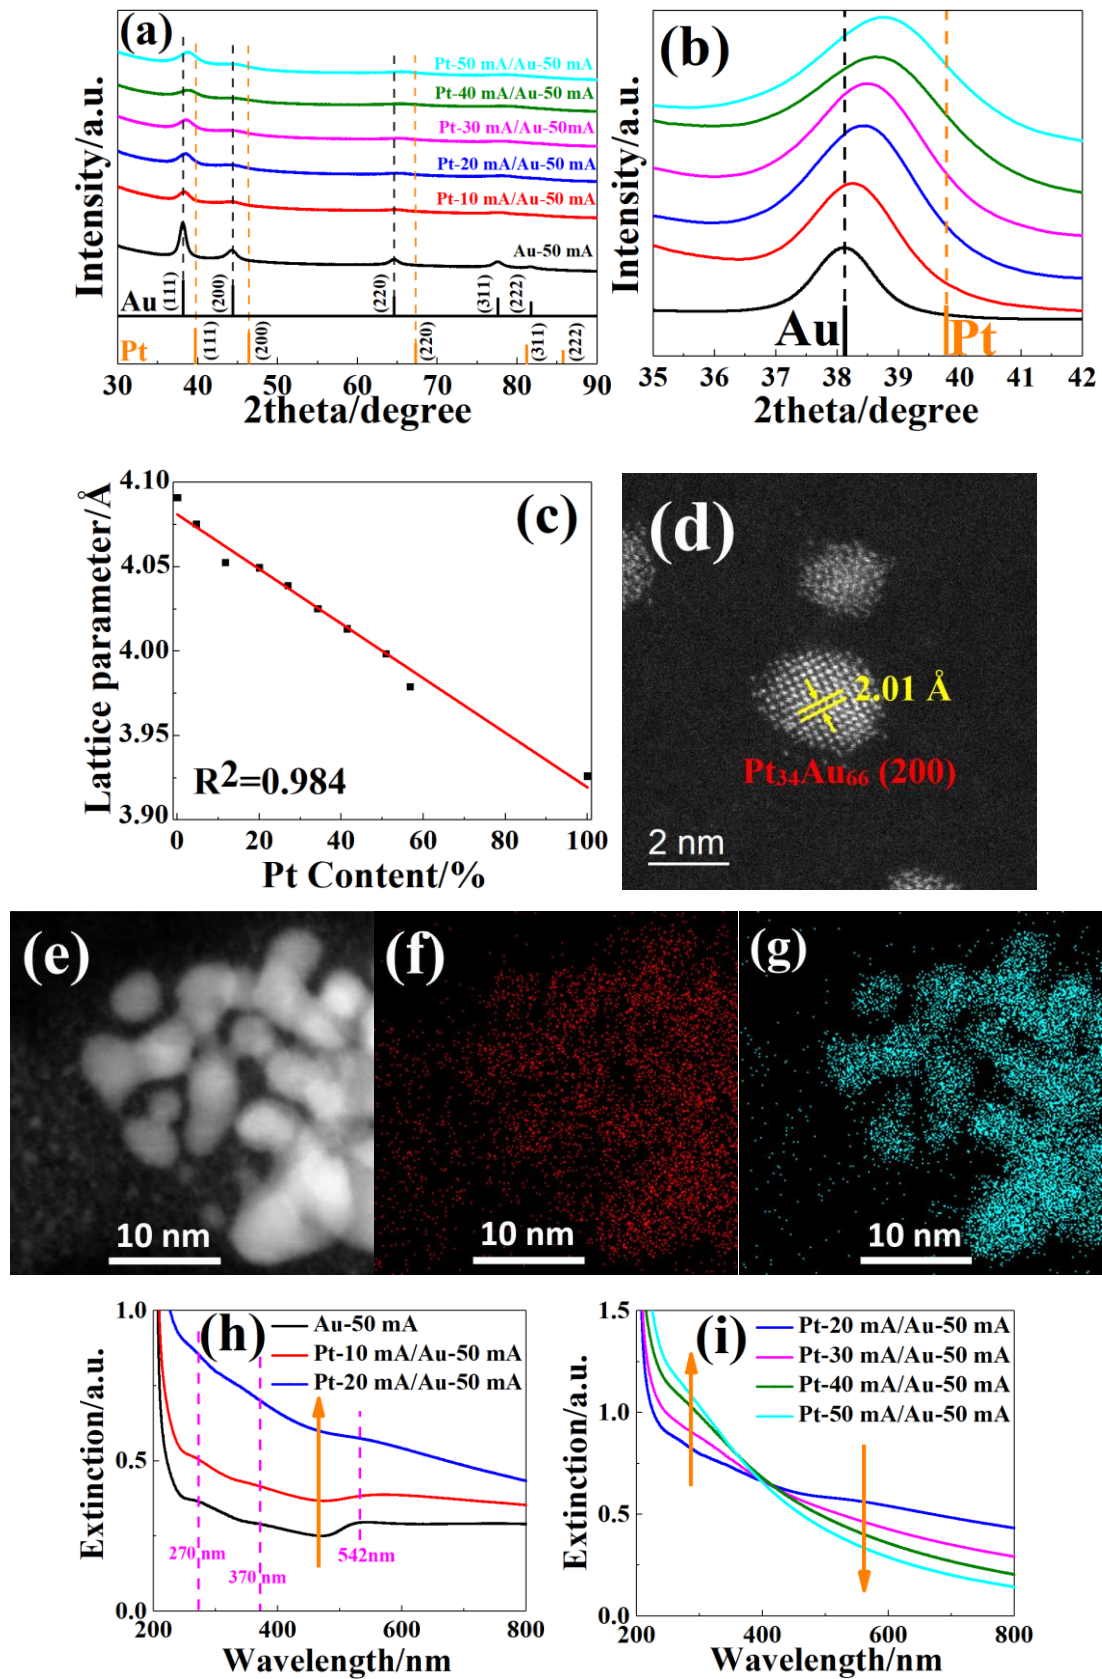 (a)
Pt-50 mA/Au-50 mA
Pt-40 mA/Au-50 mA
Pt-30 mA/Au-50mA
Pt-20 mA/Au-50 mA
Pt-10 mA/Au-50 mA
Au-50 mA
Intensity/a.u.
Au
(111)
(200)
(220)
(311)
(222)
Pt
(111)
(200)
(220)
(311)
(222)
30 40 50 60 70 80 90
2theta/degree
(b)
Intensity/a.u.
Au
Pt
35 36 37 38 39 40 41 42
2theta/degree
(c)
4.10
4.05
4.00
3.95
3.90
Lattice parameter/Å
R2=0.984
0 20 40 60 80 100
Pt Content/%
(d)
2.01 Å
Pt34Au66 (200)
2 nm
(e)
10 nm
(f)
10 nm
(g)
10 nm
(h)
Au-50 mA
Pt-10 mA/Au-50 mA
Pt-20 mA/Au-50 mA
1.0
0.5
0.0
Extinction/a.u.
270 nm
370 nm
542nm
200 400 600 800
Wavelength/nm
(i)
Pt-20 mA/Au-50 mA
Pt-30 mA/Au-50 mA
Pt-40 mA/Au-50 mA
Pt-50 mA/Au-50 mA
1.5
1.0
0.5
0.0
Extinction/a.u.
200 400 600 800
Wavelength/nm